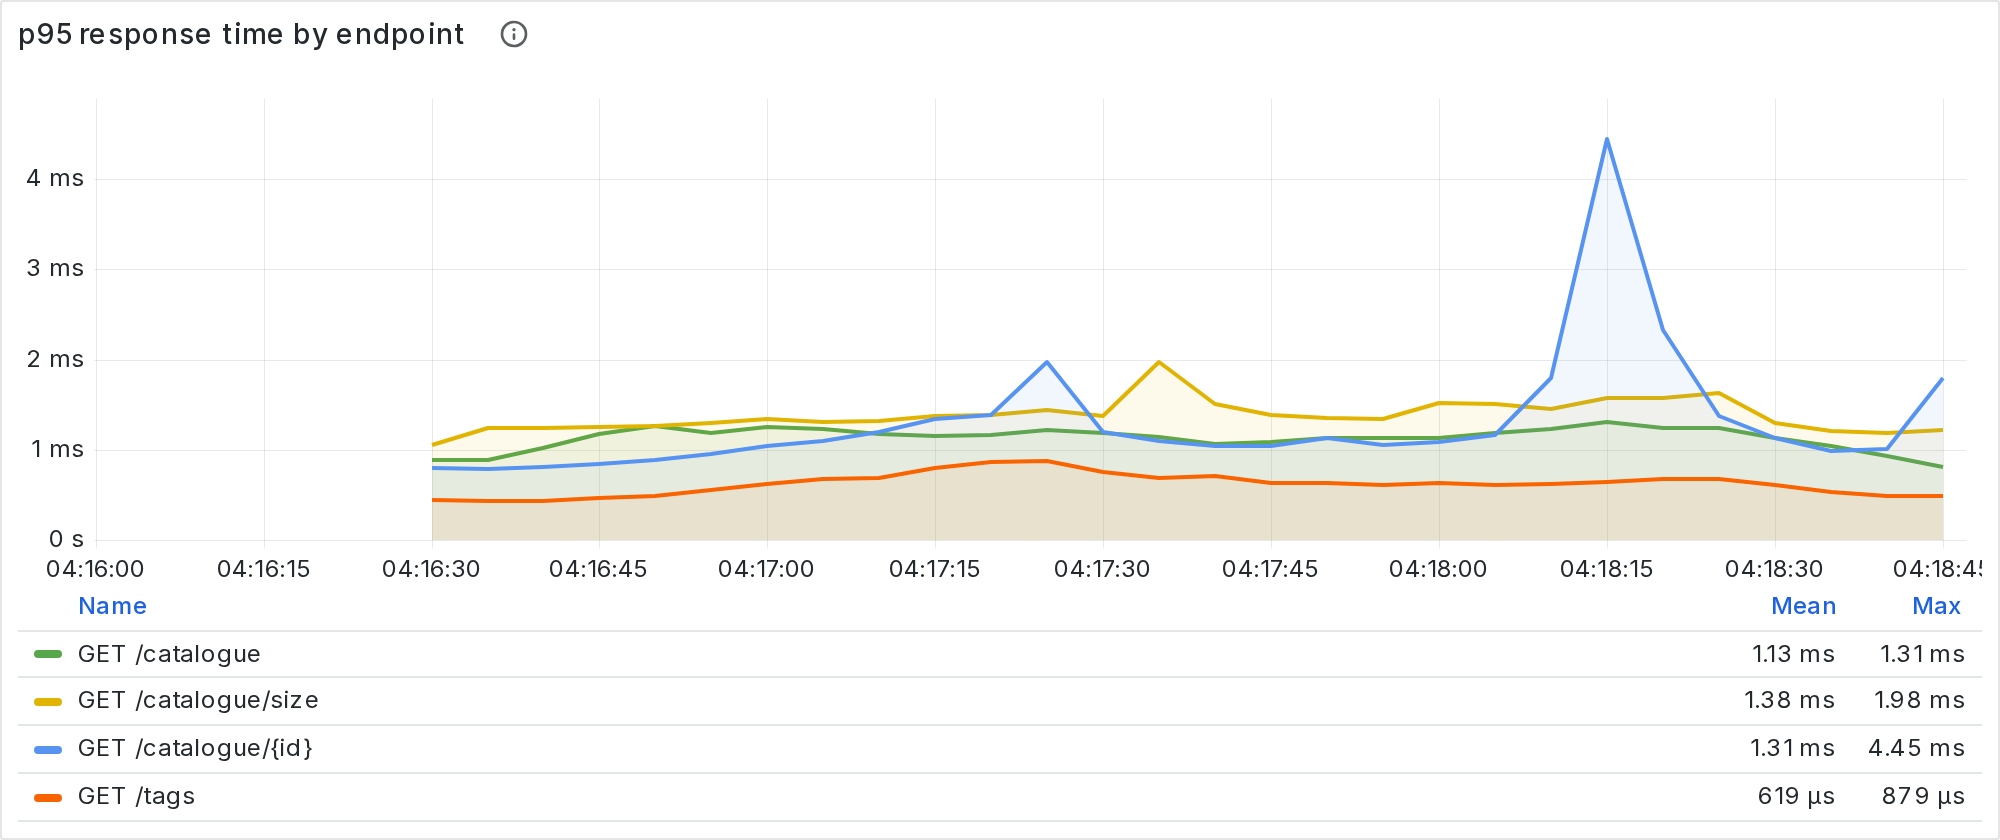 p95 response time by endpoint
4 ms
3 ms
2 ms
1 ms
0 s
04:16:00 04:16:15 04:16:30 04:16:45 04:17:00 04:17:15 04:17:30 04:17:45 04:18:00 04:18:15 04:18:30 04:18:45
Name Mean Max
GET /catalogue 1.13 ms 1.31 ms
GET /catalogue/size 1.38 ms 1.98 ms
GET /catalogue/{id} 1.31 ms 4.45 ms
GET /tags 619 µs 879 µs